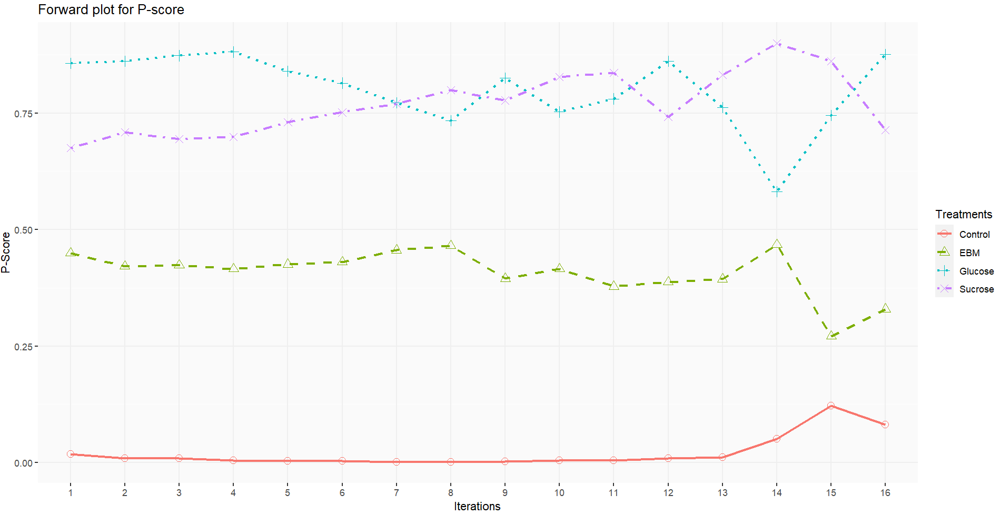 Forward plot for P-score
P-Score
0.75
0.50
0.25
0.00
1 2 3 4 5 6 7 8 9 10 11 12 13 14 15 16
Iterations
Treatments
Control
EBM
Glucose
Sucrose